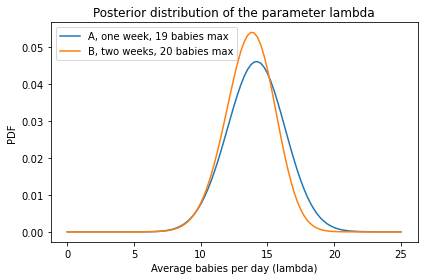 Posterior distribution of the parameter lambda
A, one week, 19 babies max
B, two weeks, 20 babies max
PDF
0.05
0.04
0.03
0.02
0.01
0.00
0 5 10 15 20 25
Average babies per day (lambda)